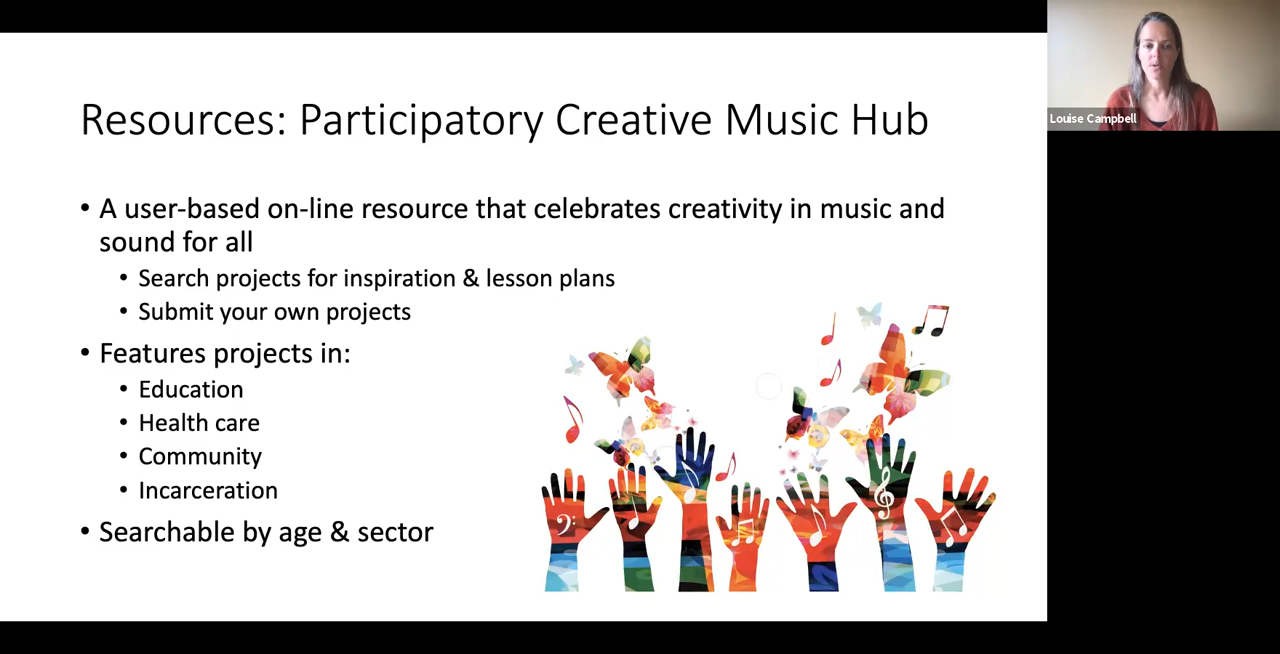 Resources: Participatory Creative Music Hub
• A user-based on-line resource that celebrates creativity in music and
sound for all
• Search projects for inspiration & lesson plans
• Submit your own projects
• Features projects in:
• Education
• Health care
• Community
• Incarceration
• Searchable by age & sector
Louise Campbell